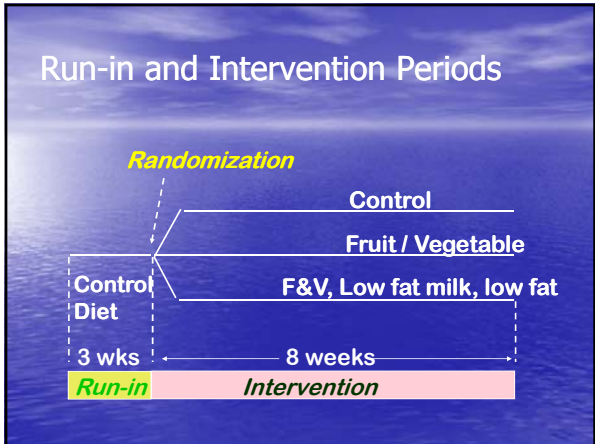 Run-in and Intervention Periods
Randomization
Control
Fruit / Vegetable
Control
Diet
F&V, Low fat milk, low fat
3 wks
8 weeks
Run-in
Intervention